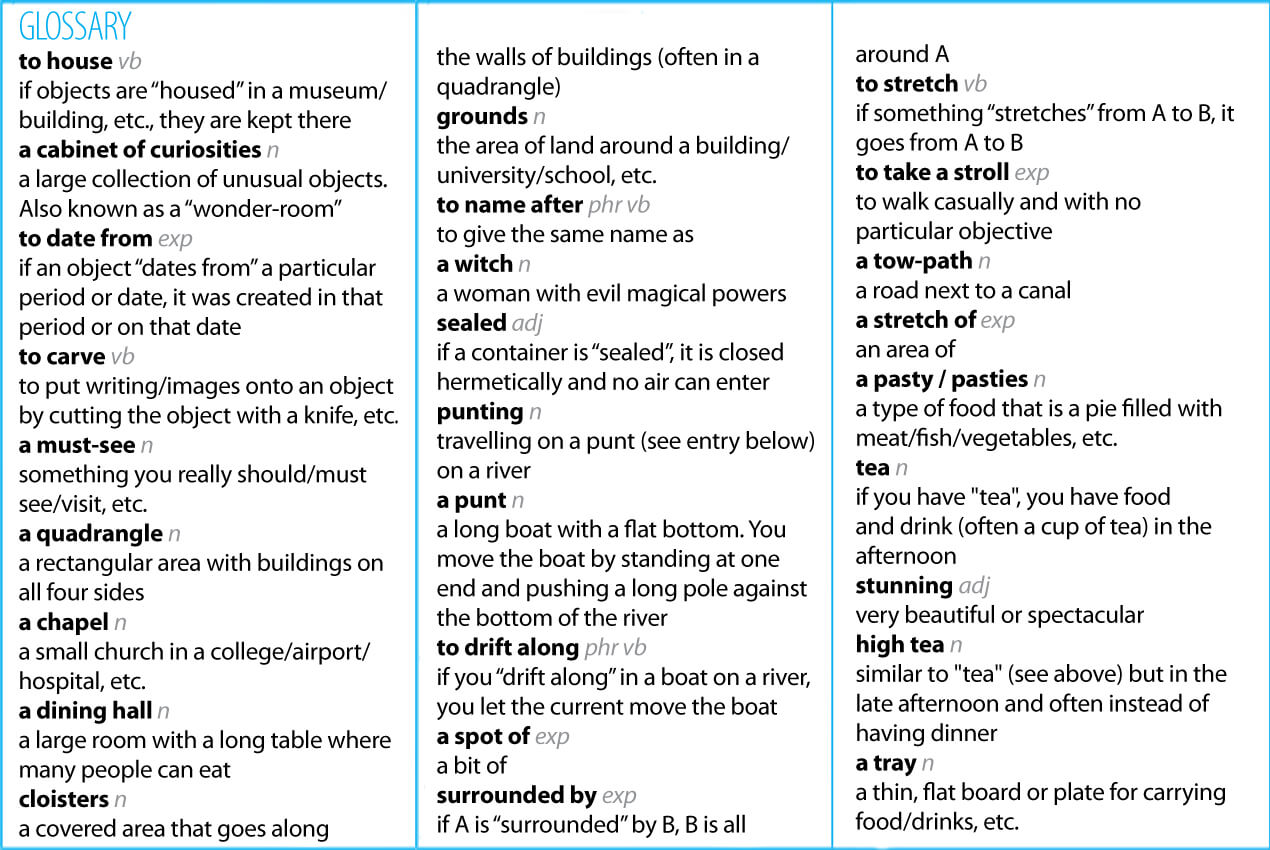 GLOSSARY
to house vb
if objects are “housed” in a museum/
building, etc., they are kept there
a cabinet of curiosities n
a large collection of unusual objects.
Also known as a “wonder-room”
to date from exp
if an object “dates from” a particular
period or date, it was created in that
period or on that date
to carve vb
to put writing/images onto an object
by cutting the object with a knife, etc.
a must-see n
something you really should/must
see/visit, etc.
a quadrangle n
a rectangular area with buildings on
all four sides
a chapel n
a small church in a college/airport/
hospital, etc.
a dining hall n
a large room with a long table where
many people can eat
cloisters n
a covered area that goes along
the walls of buildings (often in a
quadrangle)
grounds n
the area of land around a building/
university/school, etc.
to name after phr vb
to give the same name as
a witch n
a woman with evil magical powers
sealed adj
if a container is “sealed”, it is closed
hermetically and no air can enter
punting n
travelling on a punt (see entry below)
on a river
a punt n
a long boat with a flat bottom. You
move the boat by standing at one
end and pushing a long pole against
the bottom of the river
to drift along phr vb
if you “drift along” in a boat on a river,
you let the current move the boat
a spot of exp
a bit of
surrounded by exp
if A is “surrounded” by B, B is all
around A
to stretch vb
if something “stretches” from A to B, it
goes from A to B
to take a stroll exp
to walk casually and with no
particular objective
a tow-path n
a road next to a canal
a stretch of exp
an area of
a pasty / pasties n
a type of food that is a pie filled with
meat/fish/vegetables, etc.
tea n
if you have "tea", you have food
and drink (often a cup of tea) in the
afternoon
stunning adj
very beautiful or spectacular
high tea n
similar to "tea" (see above) but in the
late afternoon and often instead of
having dinner
a tray n
a thin, flat board or plate for carrying
food/drinks, etc.